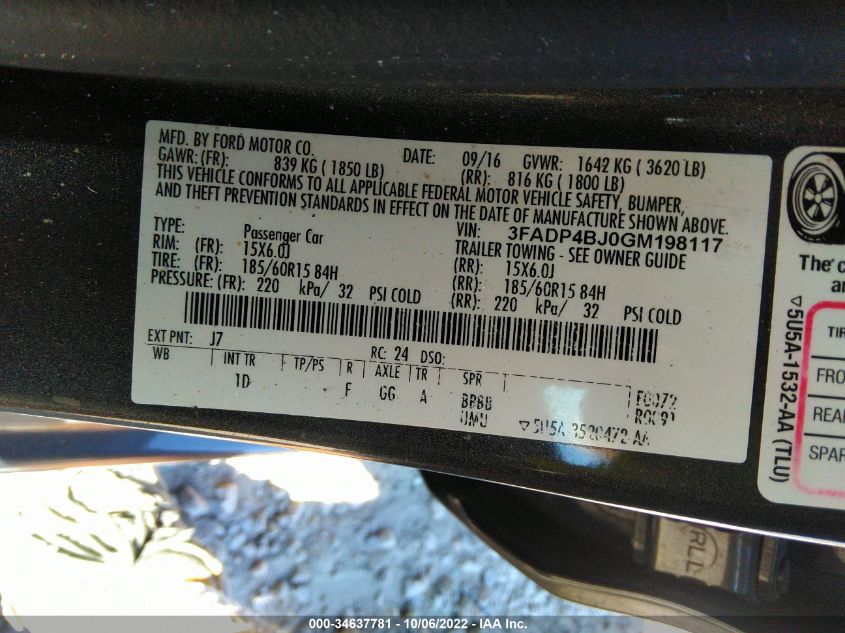 MFD. BY FORD MOTOR CO. DATE: 09/16 GVWR: 1642 KG ( 3620 LB)
GAWR: (FR): 839 KG ( 1850 LB) (RR): 816 KG ( 1800 LB)
THIS VEHICLE CONFORMS TO ALL APPLICABLE FEDERAL MOTOR VEHICLE SAFETY, BUMPER,
AND THEFT PREVENTION STANDARDS IN EFFECT ON THE DATE OF MANUFACTURE SHOWN ABOVE.
VIN: 3FADP4BJ0GM198117
TYPE: Passenger Car TRAILER TOWING - SEE OWNER GUIDE
RIM: (FR): 15X6.0J (RR): 15X6.0J
TIRE: (FR): 185/60R15 84H (RR): 185/60R15 84H
PRESSURE: (FR): 220 kPa/ 32 PSI COLD (RR): 220 kPa/ 32 PSI COLD
EXT PNT: J7 RC: 24 DSO:
WB INT TR TP/PS R AXLE TR SPR
1D F GG A
▽5U5A-1532-AA (TLU)
The
TIR
FRO
REA
SPAR
000-34637781 - 10/06/2022 - IAA Inc.